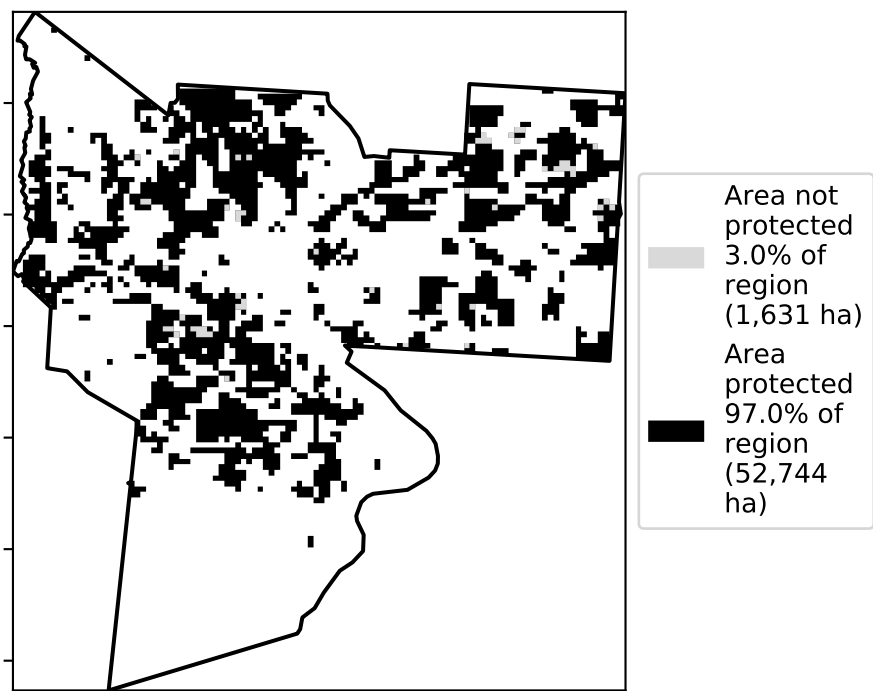 Area not
protected
3.0% of
region
(1,631 ha)
Area
protected
97.0% of
region
(52,744
ha)